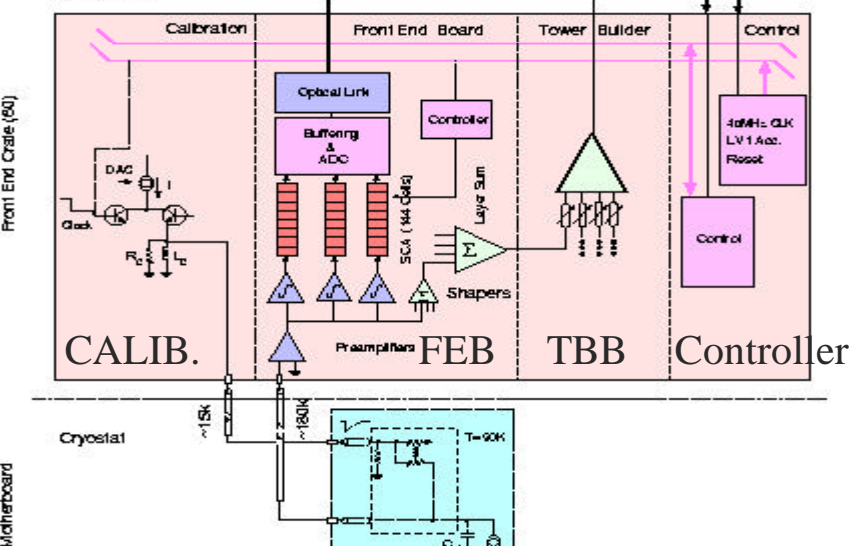 Calibration
Front End Board
Tower Builder
Control
Front End Crate (60)
Optical Link
Buffering
&
ADC
Controller
40MHz CLK
LV1 Acc.
Reset
DAC
I
Clock
SCA (144 Cells)
Layer Sum
Σ
Control
Shapers
Preamplifiers
CALIB.
FEB
TBB
Controller
Cryostat
~15k
~180k
T=90K
Motherboard